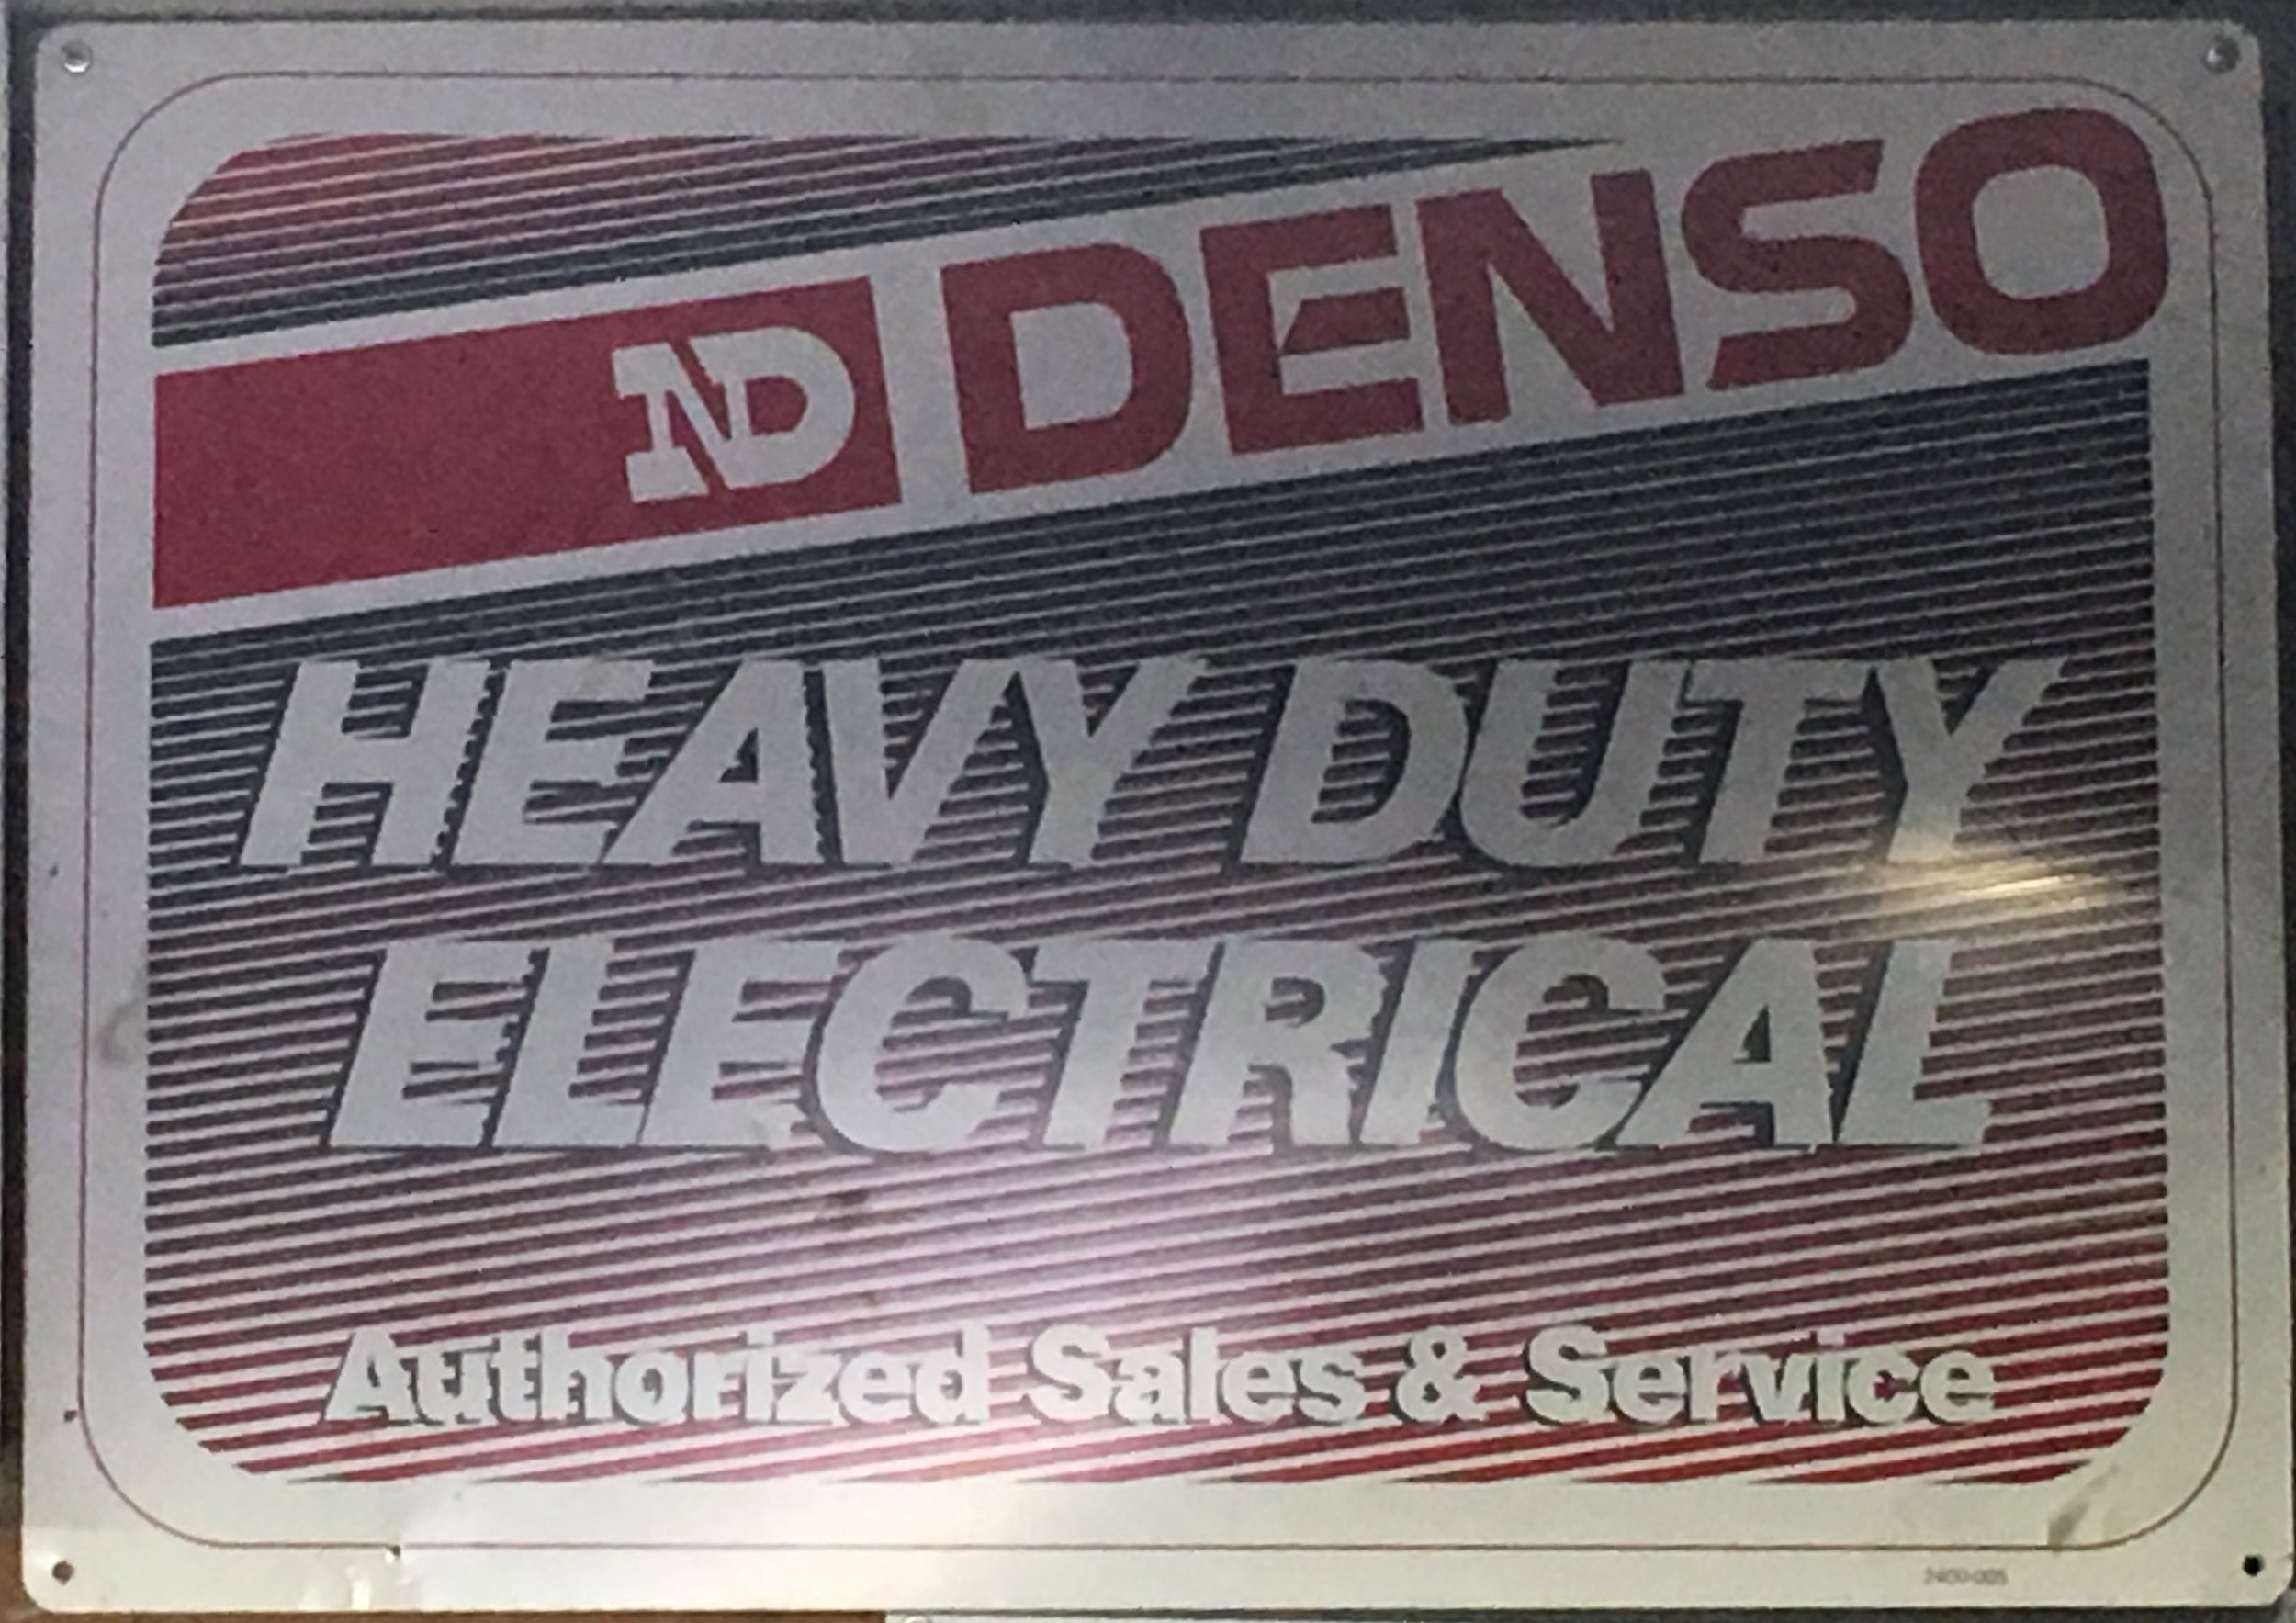 ND DENSO
HEAVY DUTY
ELECTRICAL
Authorized Sales & Service